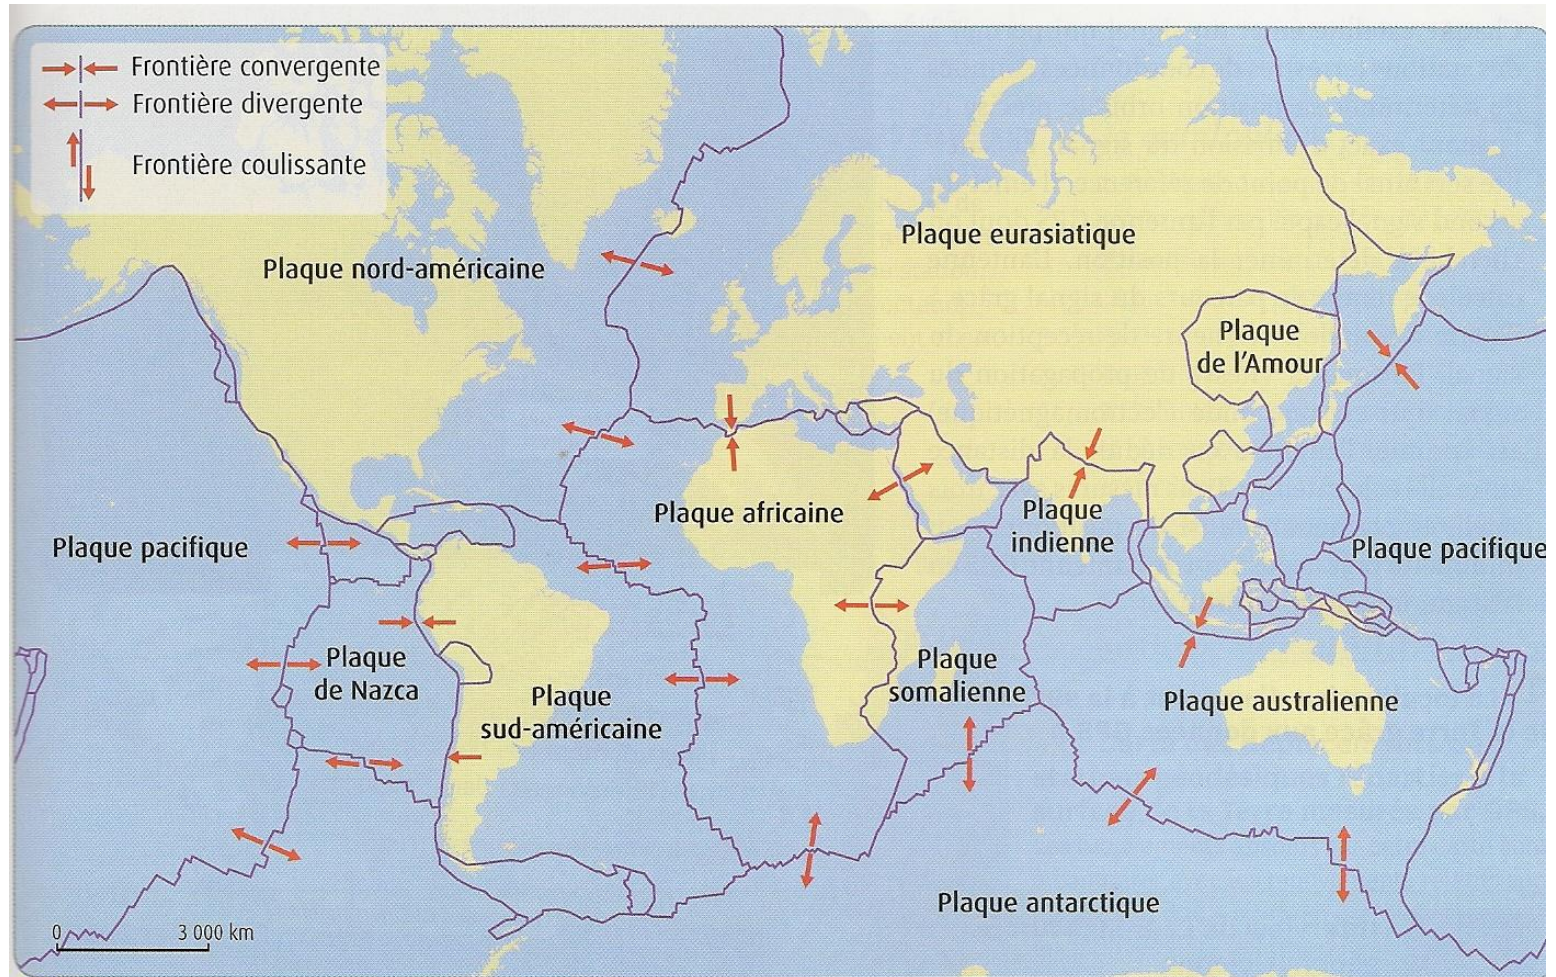 Frontière convergente
Frontière divergente
Frontière coulissante
Plaque eurasiatique
Plaque nord-américaine
Plaque
de l'Amour
Plaque africaine
Plaque
indienne
Plaque pacifique
Plaque pacifique
Plaque
de Nazca
Plaque
sud-américaine
Plaque
somalienne
Plaque australienne
Plaque antarctique
0 3 000 km